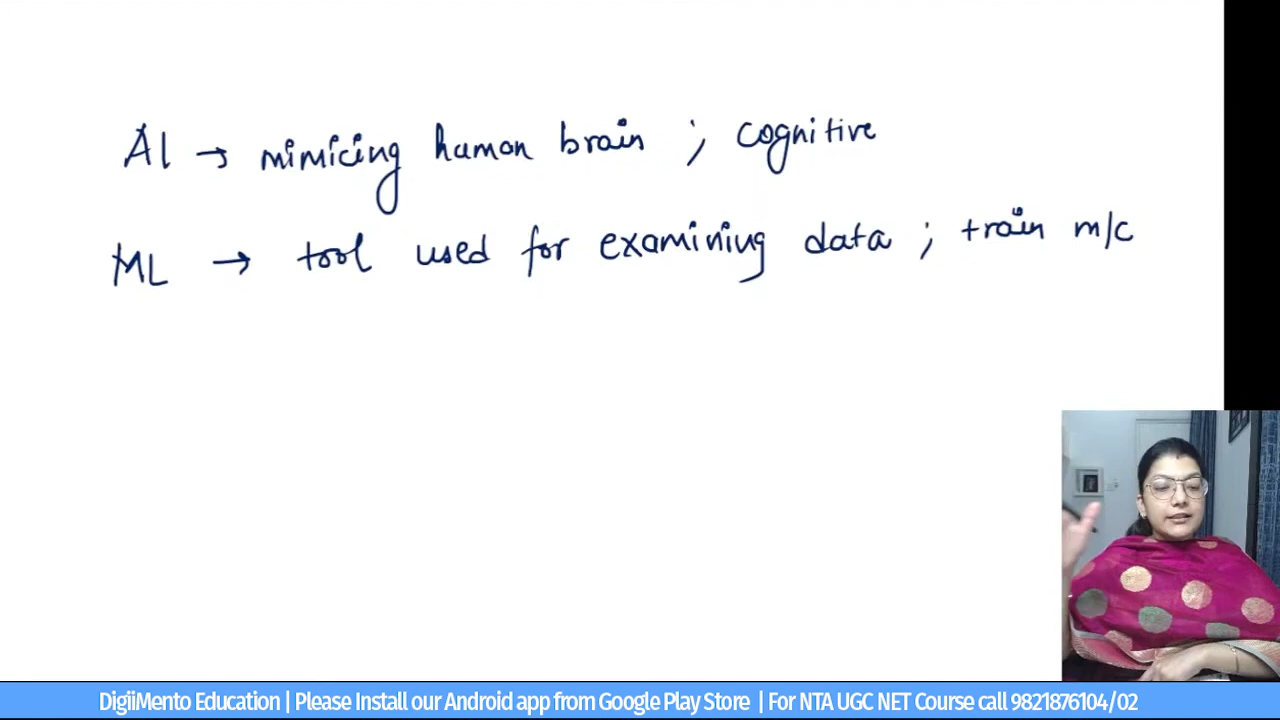 AI → mimicing human brain ; cognitive
ML → tool used for examining data ; train m/c
DigiiMento Education | Please Install our Android app from Google Play Store | For NTA UGC NET Course call 9821876104/02